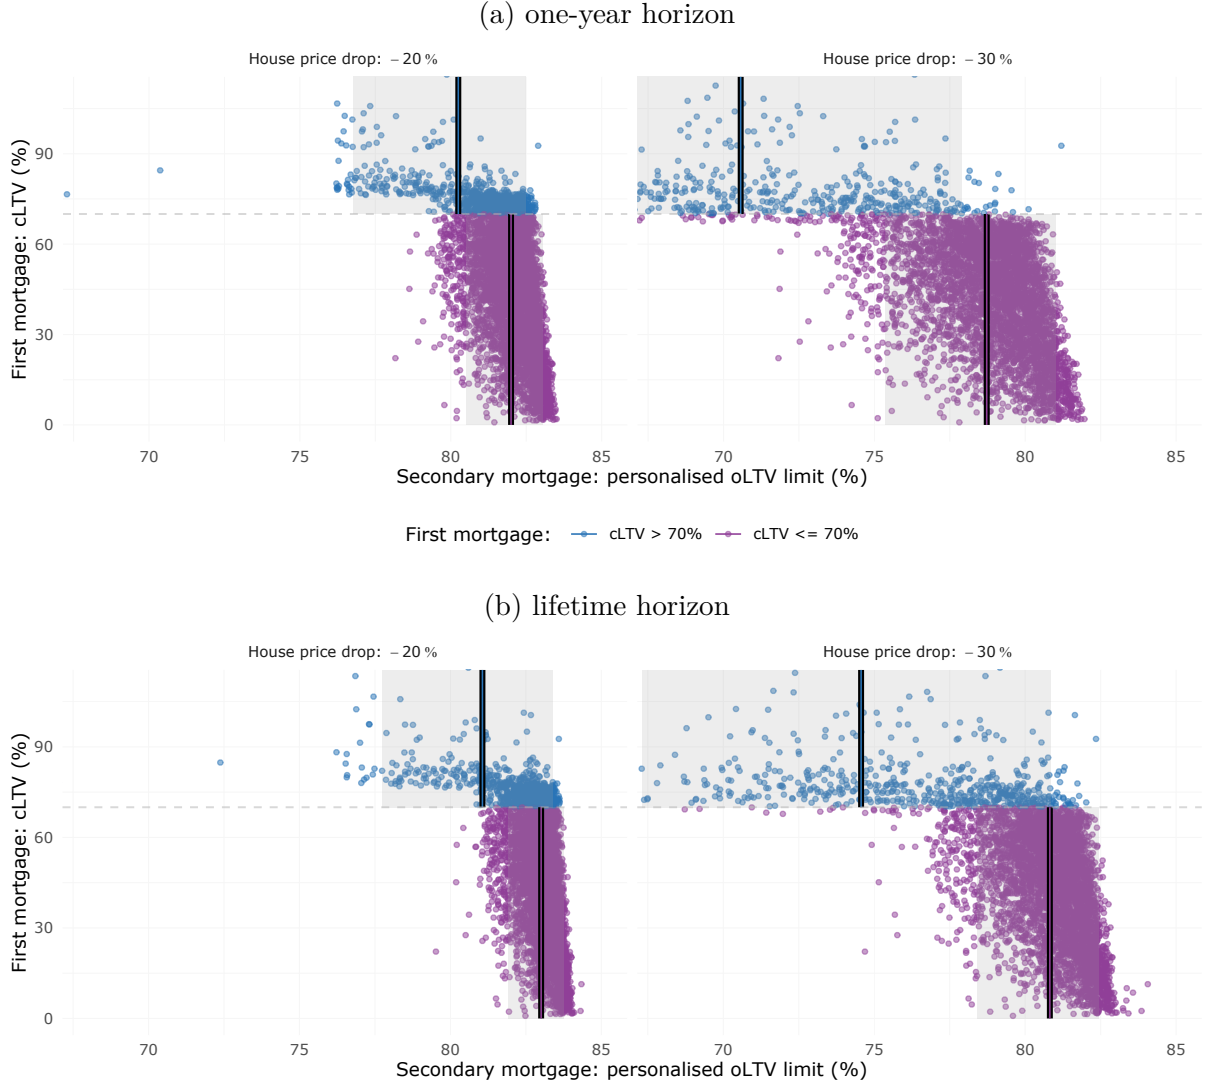 (a) one-year horizon
House price drop: − 20 %
House price drop: − 30 %
First mortgage: cLTV (%)
90
60
30
0
70 75 80 85 70 75 80 85
Secondary mortgage: personalised oLTV limit (%)
First mortgage: cLTV > 70% cLTV <= 70%
(b) lifetime horizon
House price drop: − 20 %
House price drop: − 30 %
First mortgage: cLTV (%)
90
60
30
0
70 75 80 85 70 75 80 85
Secondary mortgage: personalised oLTV limit (%)